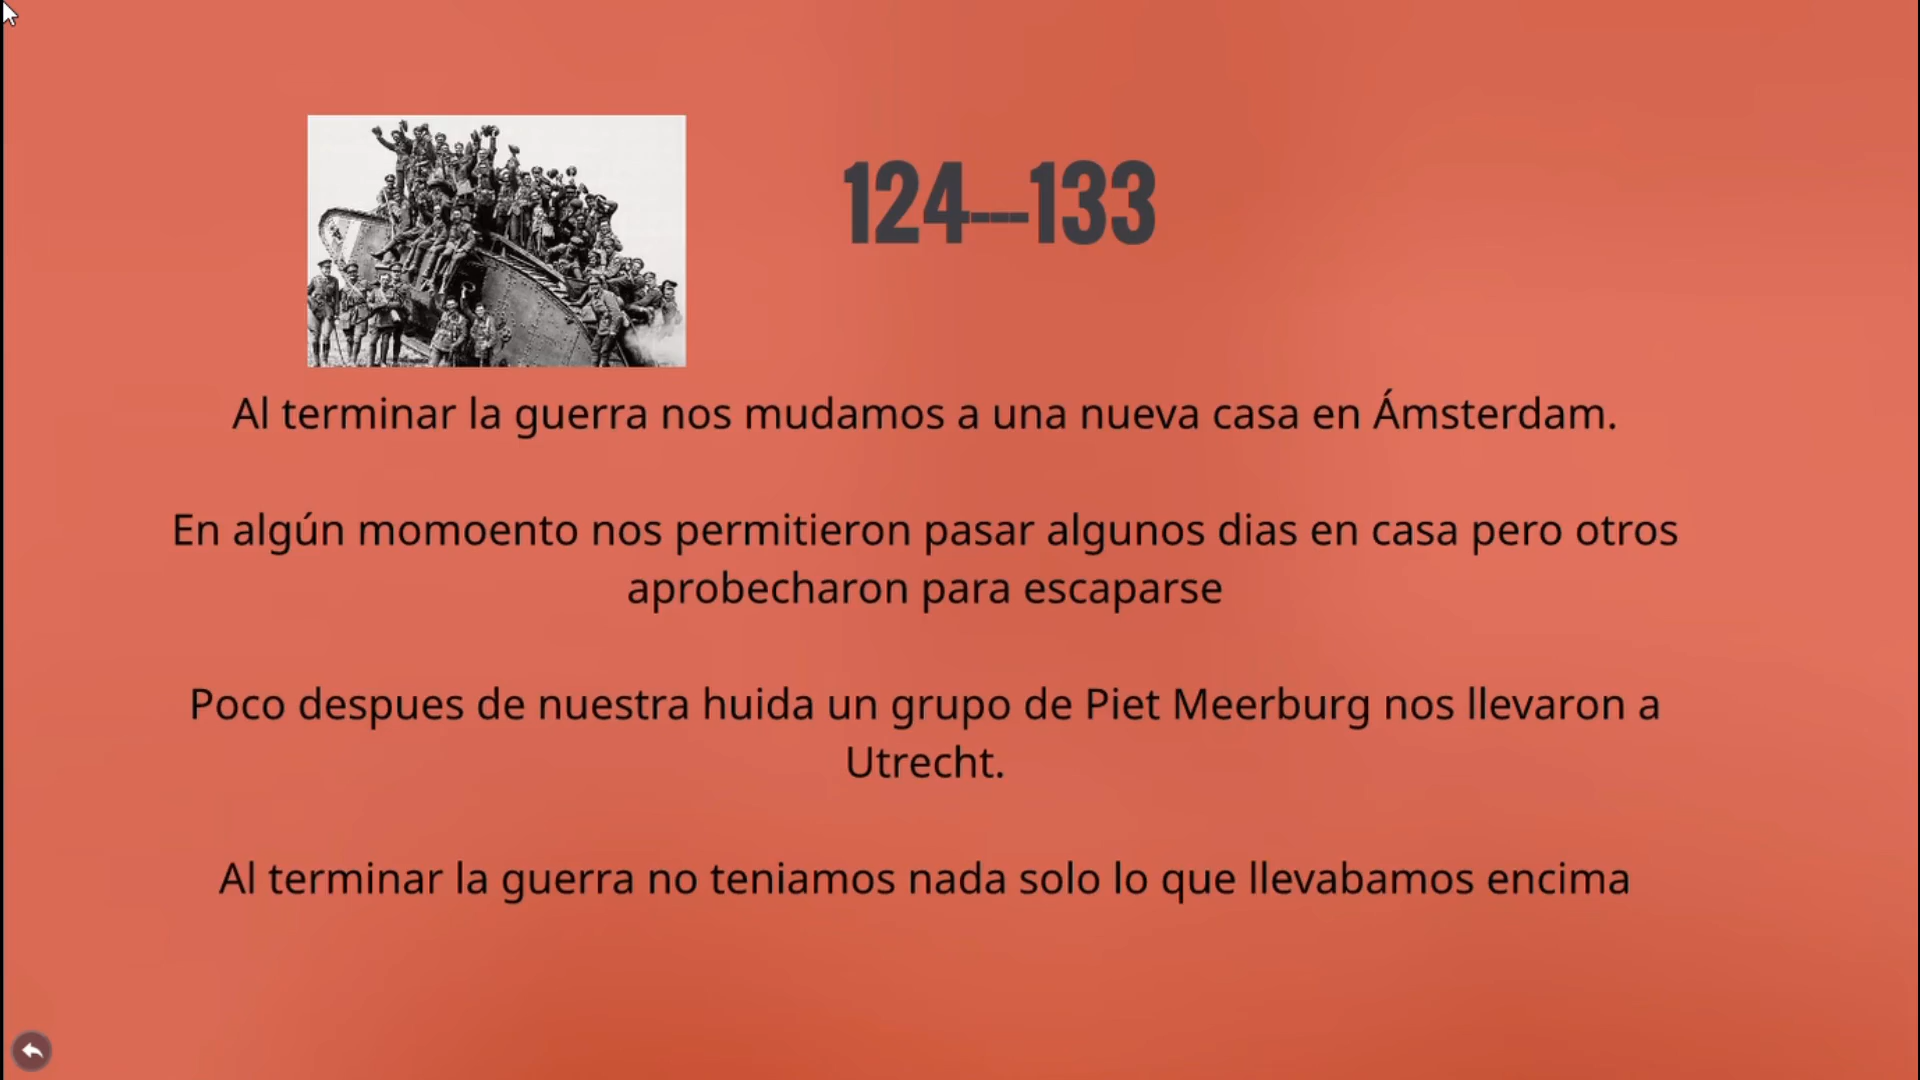 124---133
Al terminar la guerra nos mudamos a una nueva casa en Ámsterdam.
En algún momoento nos permitieron pasar algunos dias en casa pero otros
aprobecharon para escaparse
Poco despues de nuestra huida un grupo de Piet Meerburg nos llevaron a
Utrecht.
Al terminar la guerra no teniamos nada solo lo que llevabamos encima